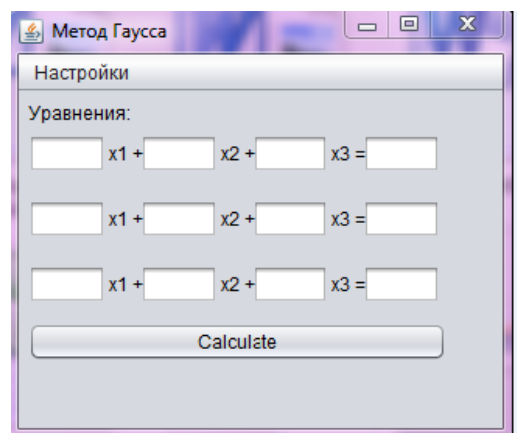 Метод Гаусса
Настройки
Уравнения:
x1 + x2 + x3 =
x1 + x2 + x3 =
x1 + x2 + x3 =
Calculate